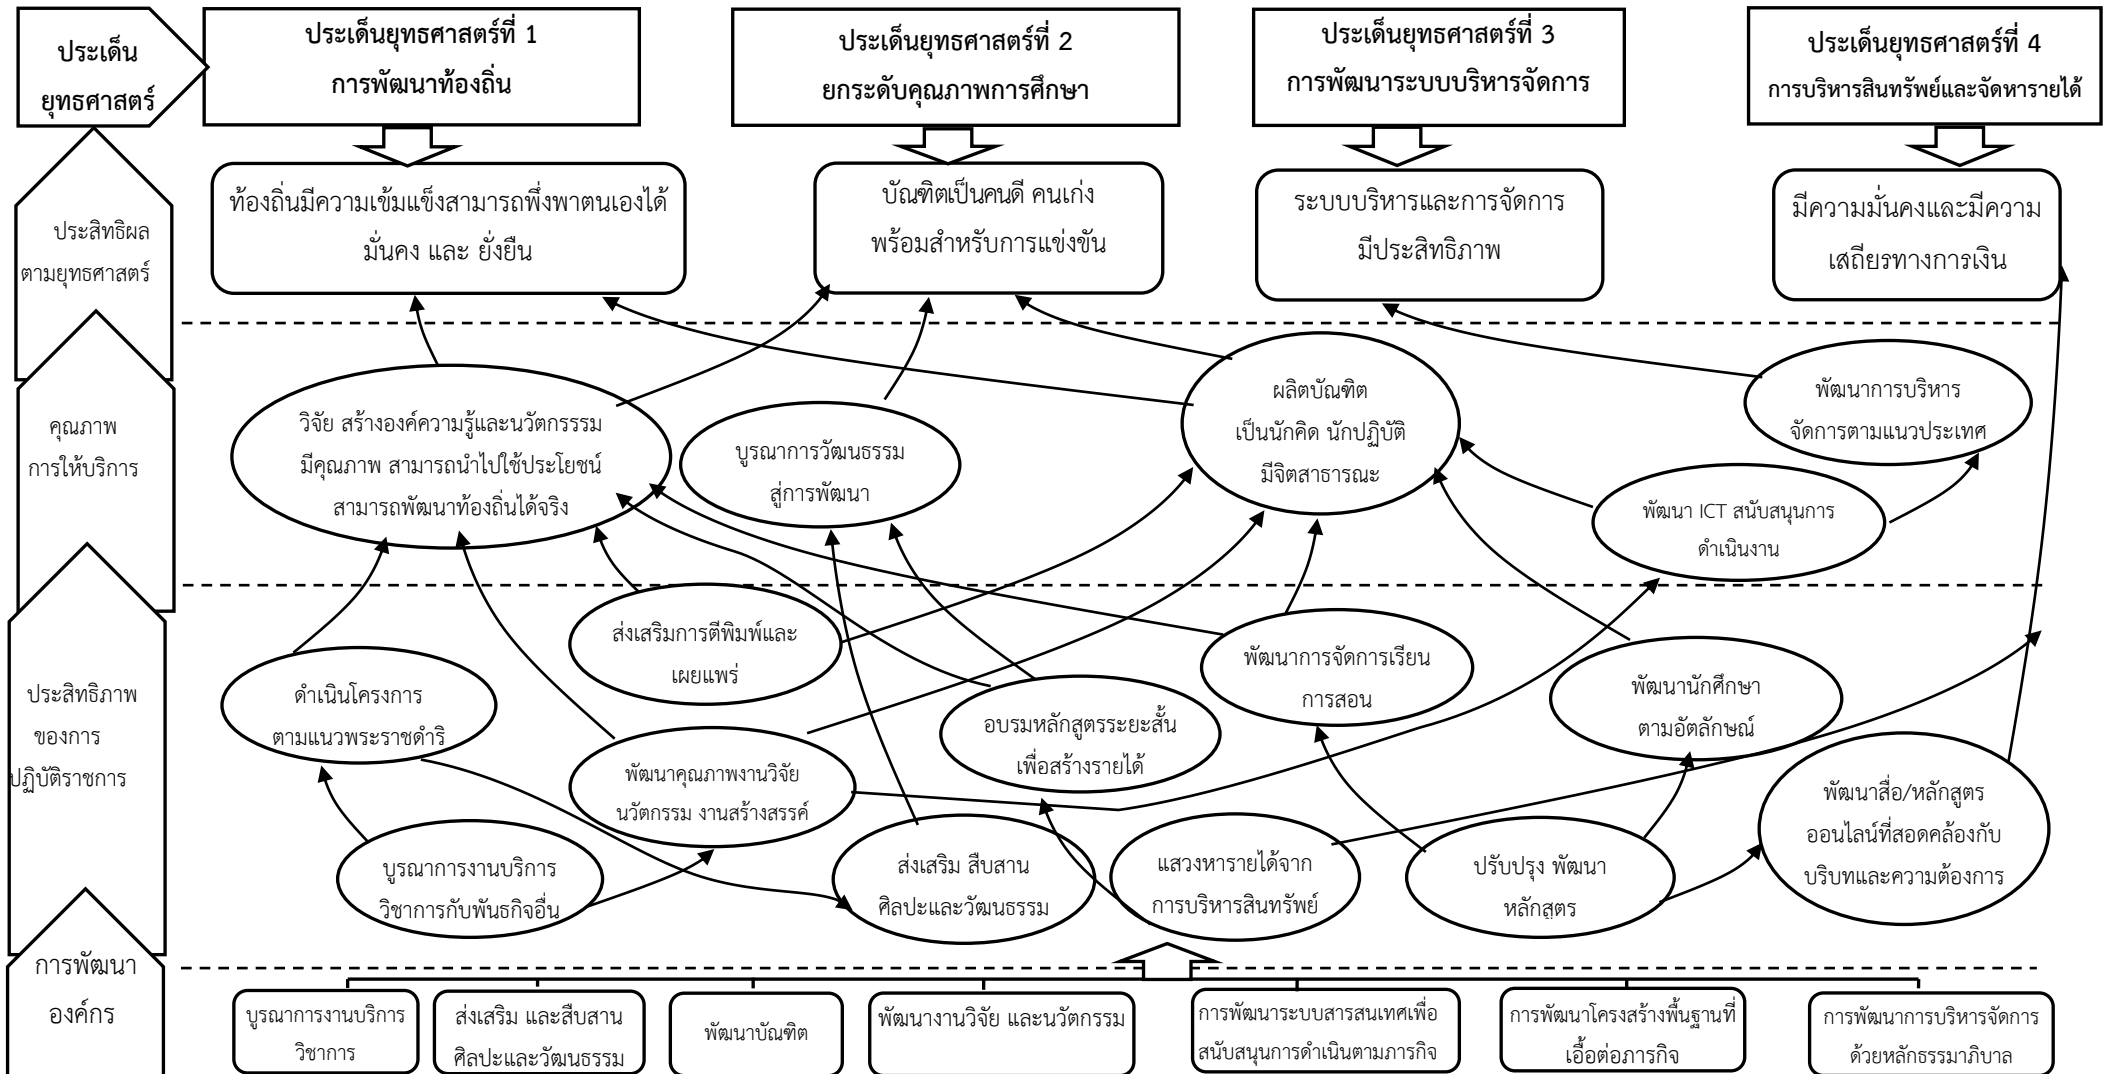 ประเด็น
ยุทธศาสตร์
ประเด็นยุทธศาสตร์ที่ 1
การพัฒนาท้องถิ่น
ประเด็นยุทธศาสตร์ที่ 2
ยกระดับคุณภาพการศึกษา
ประเด็นยุทธศาสตร์ที่ 3
การพัฒนาระบบบริหารจัดการ
ประเด็นยุทธศาสตร์ที่ 4
การบริหารสินทรัพย์และจัดหารายได้
ประสิทธิผล
ตามยุทธศาสตร์
ท้องถิ่นมีความเข้มแข็งสามารถพึ่งพาตนเองได้
มั่นคง และ ยั่งยืน
บัณฑิตเป็นคนดี คนเก่ง
พร้อมสำหรับการแข่งขัน
ระบบบริหารและการจัดการ
มีประสิทธิภาพ
มีความมั่นคงและมีความ
เสถียรทางการเงิน
คุณภาพ
การให้บริการ
วิจัย สร้างองค์ความรู้และนวัตกรรรม
มีคุณภาพ สามารถนำไปใช้ประโยชน์
สามารถพัฒนาท้องถิ่นได้จริง
บูรณาการวัฒนธรรม
สู่การพัฒนา
ผลิตบัณฑิต
เป็นนักคิด นักปฏิบัติ
มีจิตสาธารณะ
พัฒนาการบริหาร
จัดการตามแนวประเทศ
พัฒนา ICT สนับสนุนการ
ดำเนินงาน
ประสิทธิภาพ
ของการ
ปฏิบัติราชการ
ดำเนินโครงการ
ตามแนวพระราชดำริ
ส่งเสริมการตีพิมพ์และ
เผยแพร่
อบรมหลักสูตรระยะสั้น
เพื่อสร้างรายได้
พัฒนาการจัดการเรียน
การสอน
พัฒนานักศึกษา
ตามอัตลักษณ์
พัฒนาคุณภาพงานวิจัย
นวัตกรรม งานสร้างสรรค์
พัฒนาสื่อ/หลักสูตร
ออนไลน์ที่สอดคล้องกับ
บริบทและความต้องการ
บูรณาการงานบริการ
วิชาการกับพันธกิจอื่น
ส่งเสริม สืบสาน
ศิลปะและวัฒนธรรม
แสวงหารายได้จาก
การบริหารสินทรัพย์
ปรับปรุง พัฒนา
หลักสูตร
การพัฒนา
องค์กร
บูรณาการงานบริการ
วิชาการ
ส่งเสริม และสืบสาน
ศิลปะและวัฒนธรรม
พัฒนาบัณฑิต
พัฒนางานวิจัย และนวัตกรรม
การพัฒนาระบบสารสนเทศเพื่อ
สนับสนุนการดำเนินตามภารกิจ
การพัฒนาโครงสร้างพื้นฐานที่
เอื้อต่อภารกิจ
การพัฒนาการบริหารจัดการ
ด้วยหลักธรรมาภิบาล